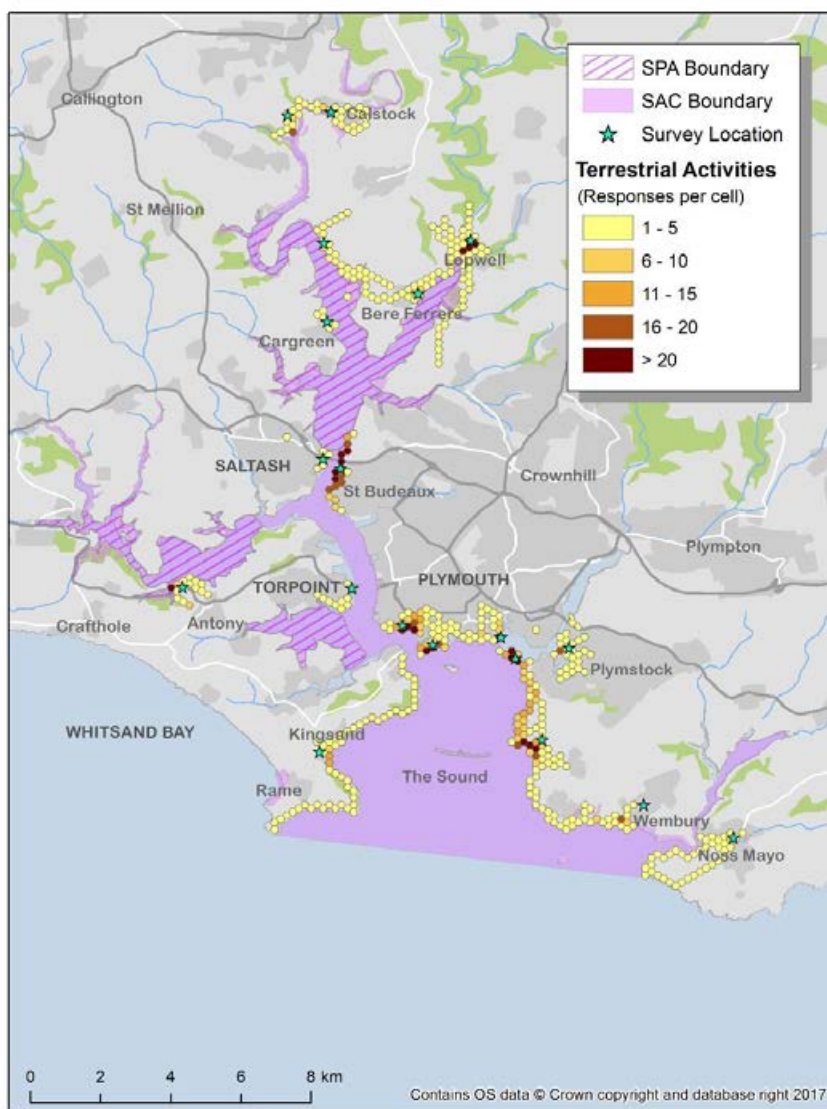 SPA Boundary
SAC Boundary
Survey Location
Terrestrial Activities
(Responses per cell)
1 - 5
6 - 10
11 - 15
16 - 20
> 20
Callington
Calstock
St Mellion
Lopwell
Bere Ferrers
Cargreen
SALTASH
Crownhill
St Budeaux
Plympton
TORPOINT
PLYMOUTH
Crafthole
Antony
Plymstock
WHITSAND BAY
Kingsand
The Sound
Rame
Wembury
Noss Mayo
0 2 4 8 km
Contains OS data © Crown copyright and database right 2017